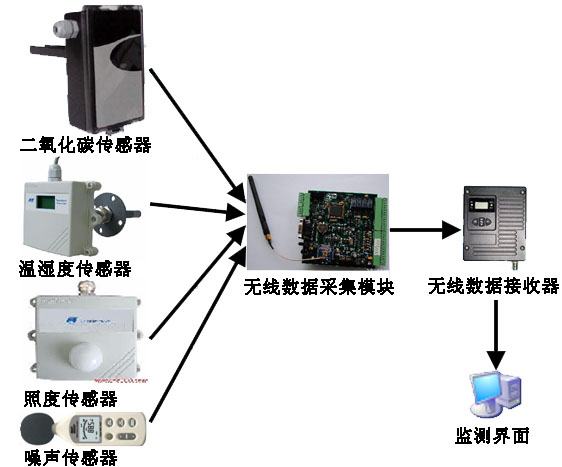 二氧化碳传感器
温湿度传感器
无线数据采集模块
无线数据接收器
照度传感器
监测界面
噪声传感器